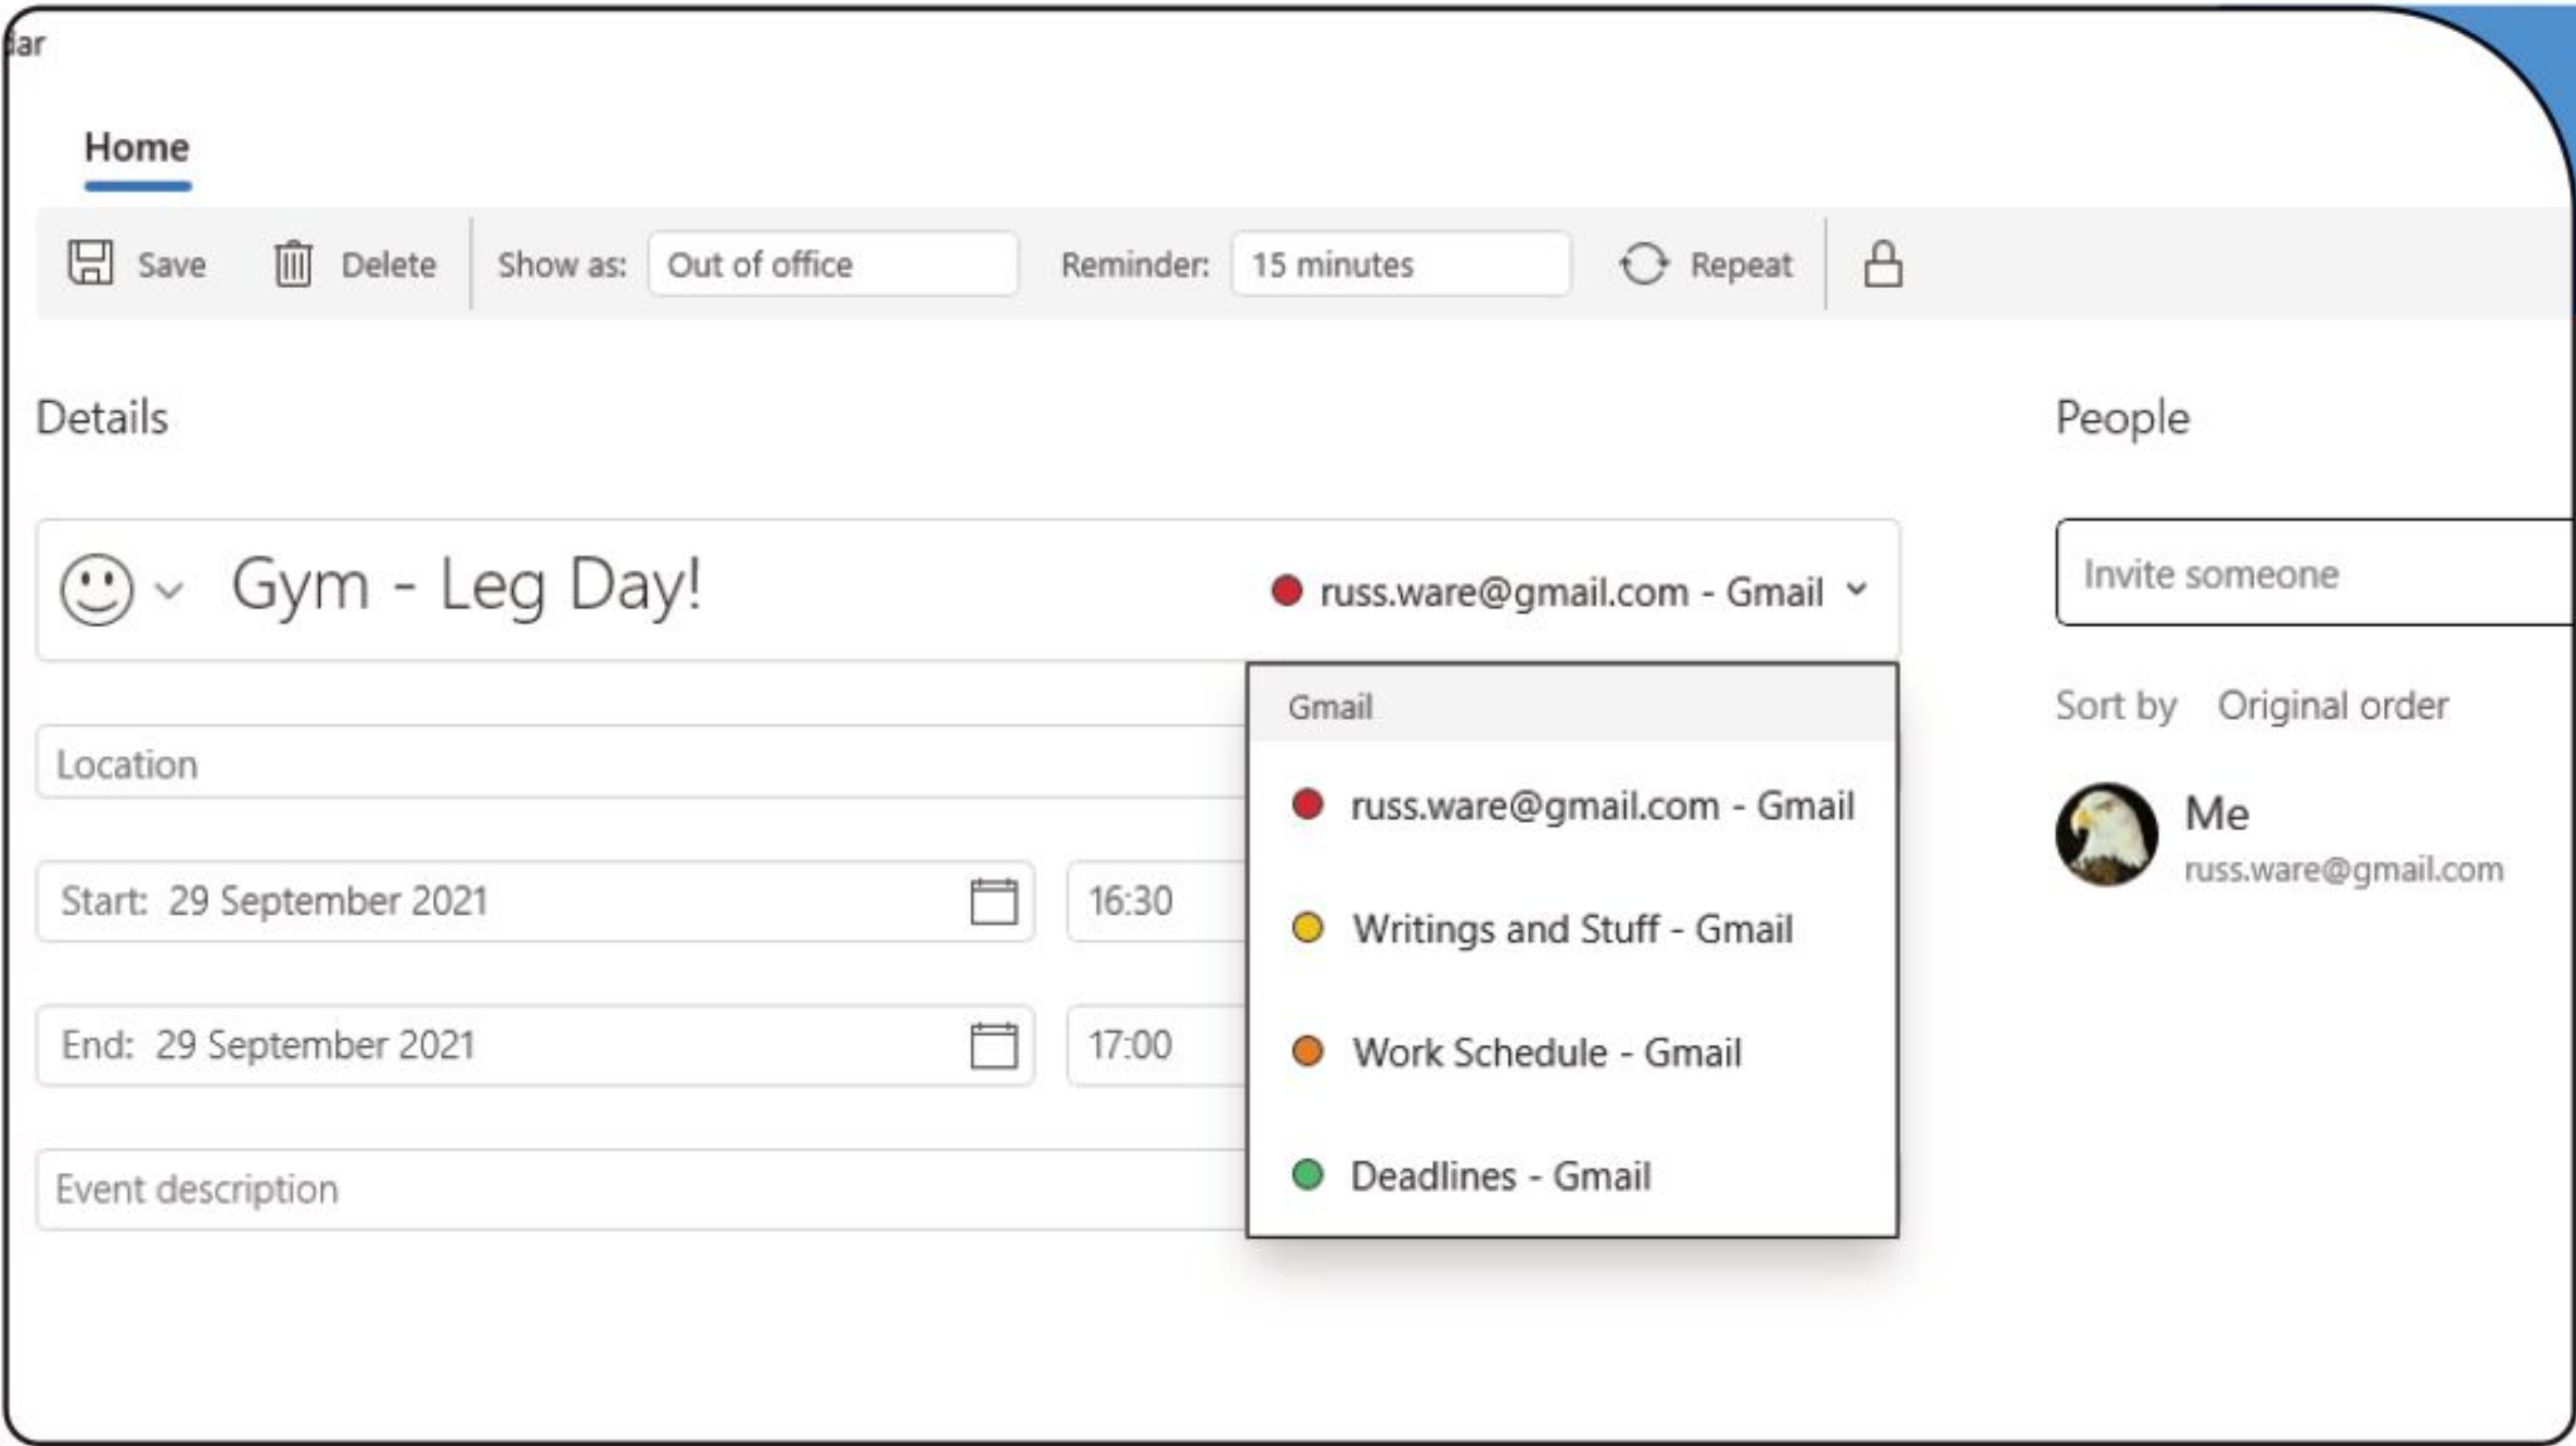 dar
Home
Save Delete Show as: Out of office Reminder: 15 minutes Repeat
Details
People
Gym - Leg Day!
russ.ware@gmail.com - Gmail
Invite someone
Gmail
Sort by Original order
Location
russ.ware@gmail.com - Gmail
Me
russ.ware@gmail.com
Start: 29 September 2021 16:30
Writings and Stuff - Gmail
End: 29 September 2021 17:00
Work Schedule - Gmail
Event description
Deadlines - Gmail